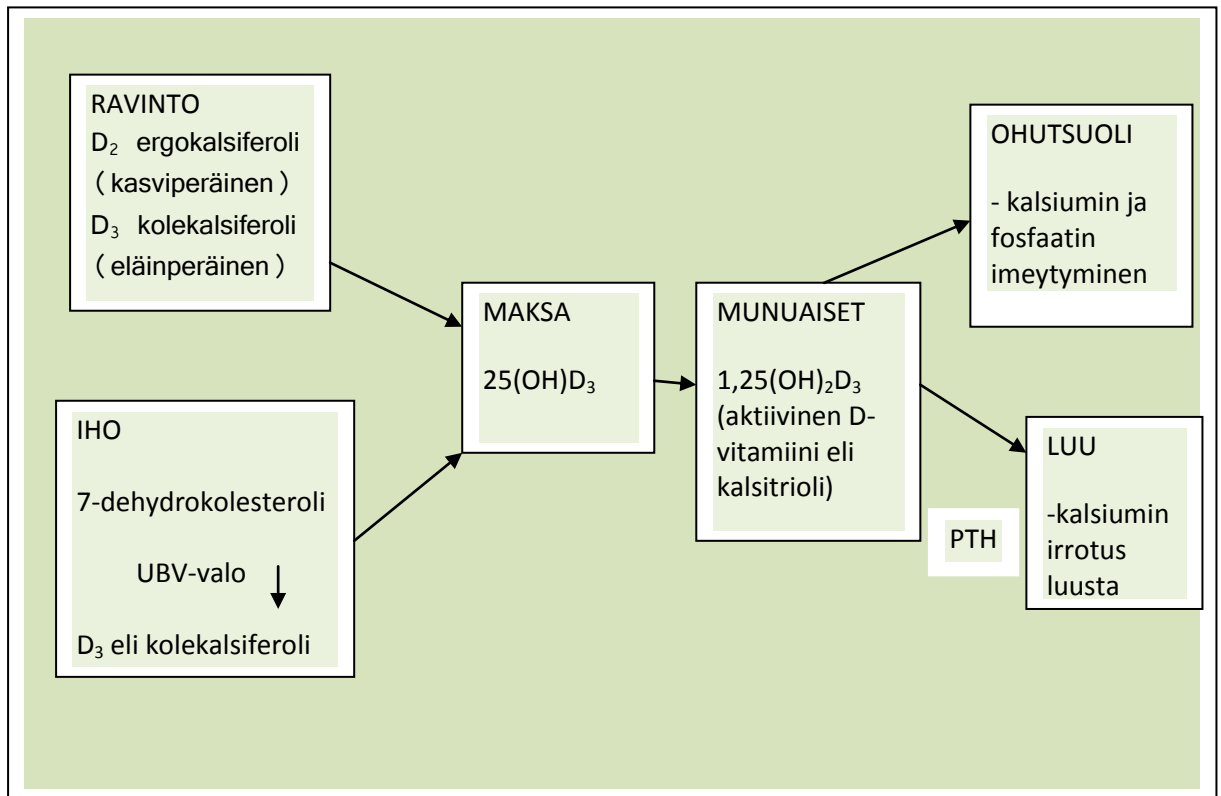 RAVINTO
D₂ ergokalsiferoli
( kasviperäinen )
D₃ kolekalsiferoli
( eläinperäinen )
IHO
7-dehydrokolesteroli
UBV-valo
D₃ eli kolekalsiferoli
MAKSA
25(OH)D₃
MUNUAISET
1,25(OH)₂D₃
(aktiivinen D-
vitamiini eli
kalsitrioli)
OHUTSUOLI
- kalsiumin ja
fosfaatin
imeytyminen
PTH
LUU
-kalsiumin
irrotus
luusta